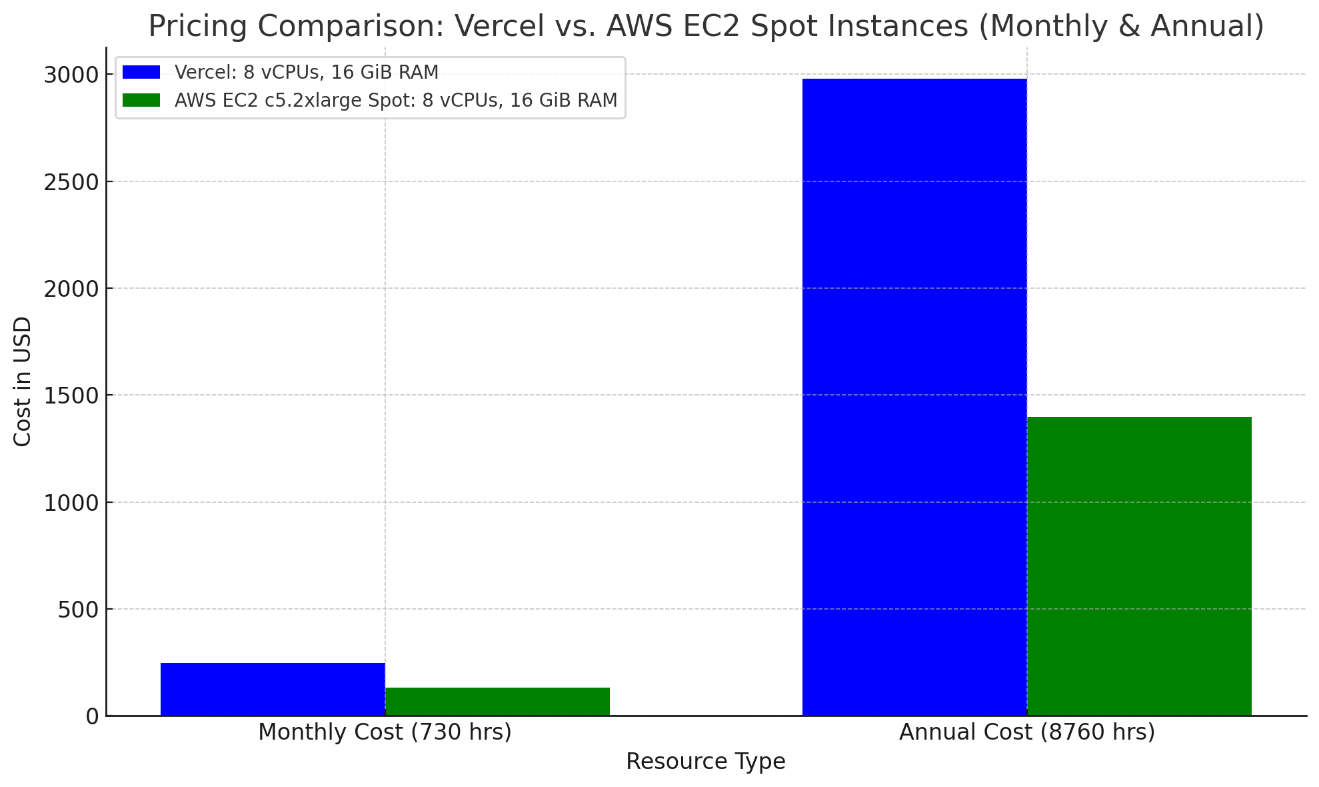 Pricing Comparison: Vercel vs. AWS EC2 Spot Instances (Monthly & Annual)
Vercel: 8 vCPUs, 16 GiB RAM
AWS EC2 c5.2xlarge Spot: 8 vCPUs, 16 GiB RAM
Cost in USD
3000
2500
2000
1500
1000
500
0
Monthly Cost (730 hrs)
Annual Cost (8760 hrs)
Resource Type